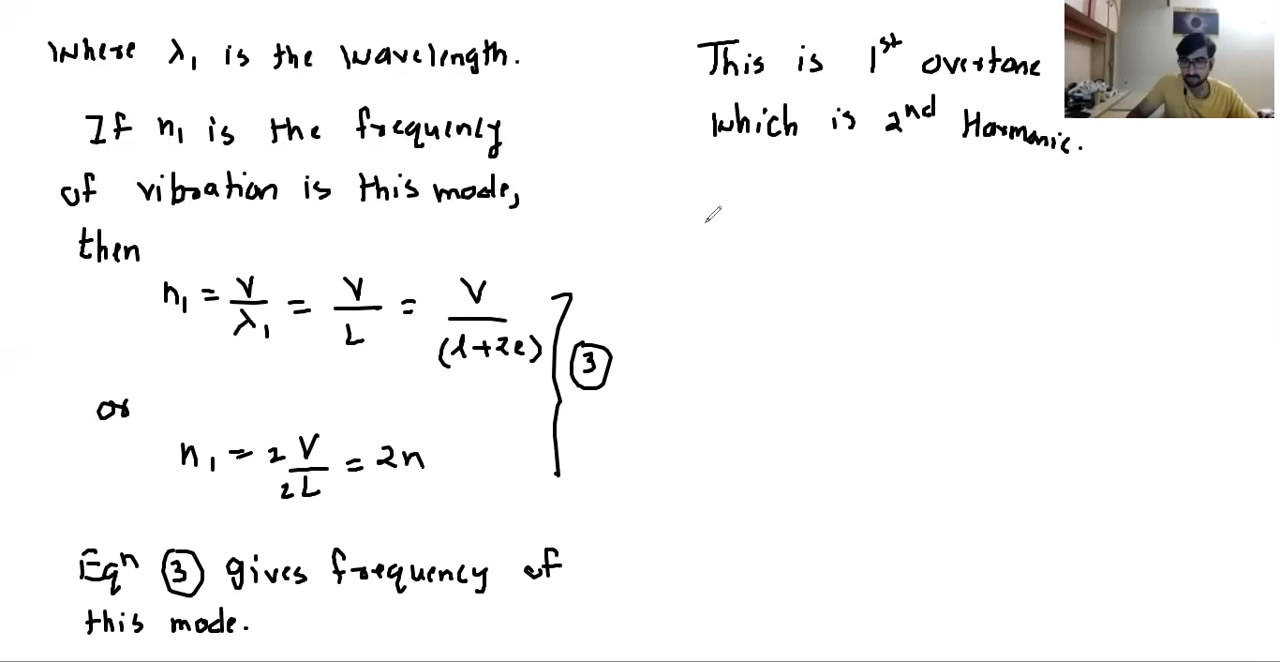 Where λ₁ is the wavelength.
If n₁ is the frequency
of vibration is this mode,
then
n₁ = V/λ₁ = V/L = V/(l+2e)
or
n₁ = 2V/2L = 2n
③
Eqⁿ ③ gives frequency of
this mode.
This is 1st overtone
which is 2nd Harmonic.